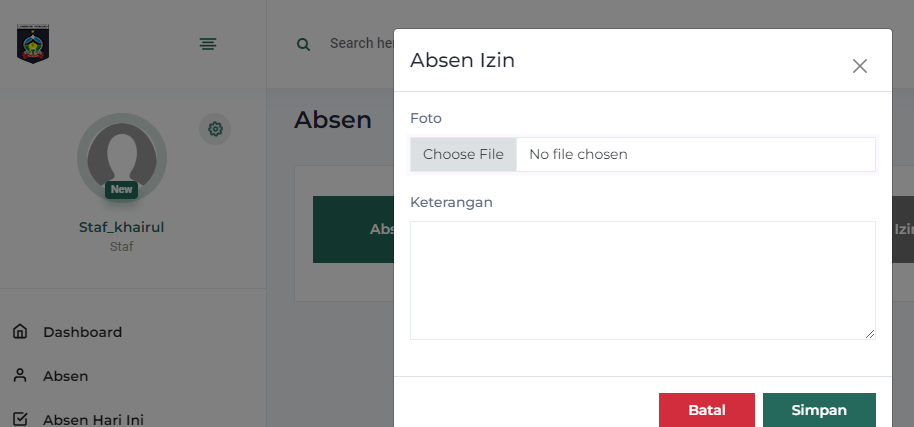 Search he
Absen Izin
Absen
Foto
Choose File No file chosen
New
Keterangan
Staf_khairul
Staf
Abs
Izi
Dashboard
Absen
Absen Hari Ini
Batal Simpan